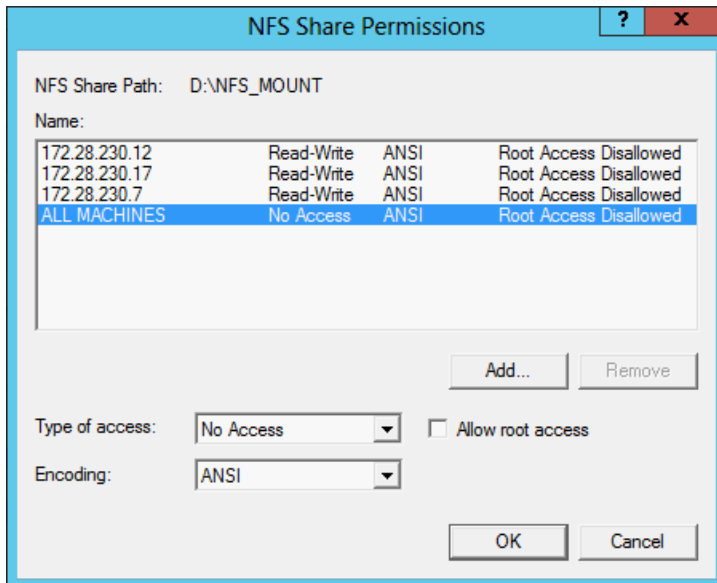 NFS Share Permissions
? x
NFS Share Path: D:\NFS_MOUNT
Name:
172.28.230.12 Read-Write ANSI Root Access Disallowed
172.28.230.17 Read-Write ANSI Root Access Disallowed
172.28.230.7 Read-Write ANSI Root Access Disallowed
ALL MACHINES No Access ANSI Root Access Disallowed
Add... Remove
Type of access: No Access Allow root access
Encoding: ANSI
OK Cancel